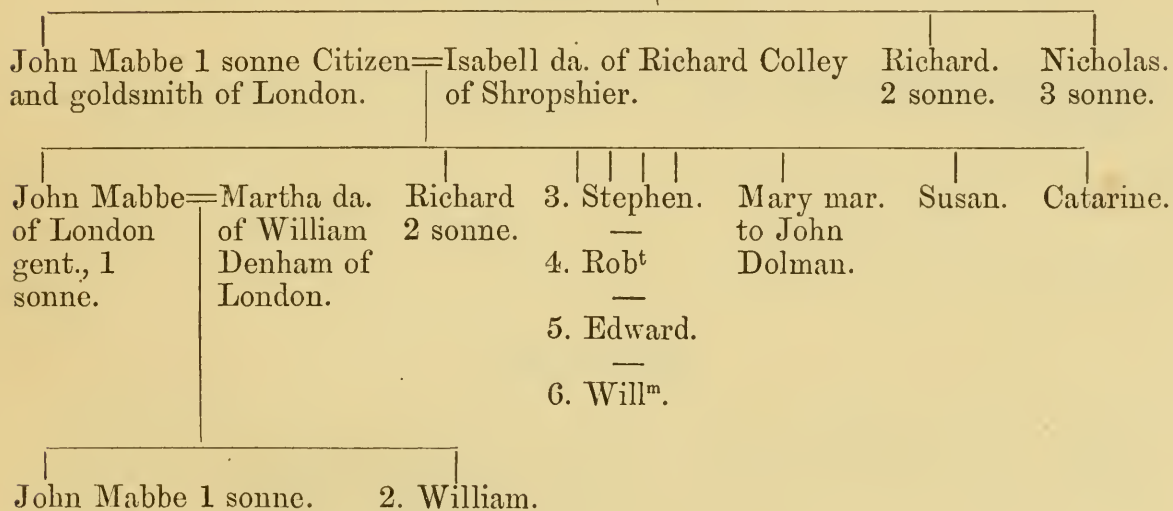 John Mabbe 1 sonne Citizen=Isabell da. of Richard Colley Richard. Nicholas.
and goldsmith of London. of Shropshier. 2 sonne. 3 sonne.
John Mabbe=Martha da. Richard 3. Stephen. Mary mar. Susan. Catarine.
of London of William 2 sonne. — to John
gent., 1 Denham of 4. Robᵗ Dolman.
sonne. London. —
5. Edward.
—
6. Willᵐ.
John Mabbe 1 sonne. 2. William.